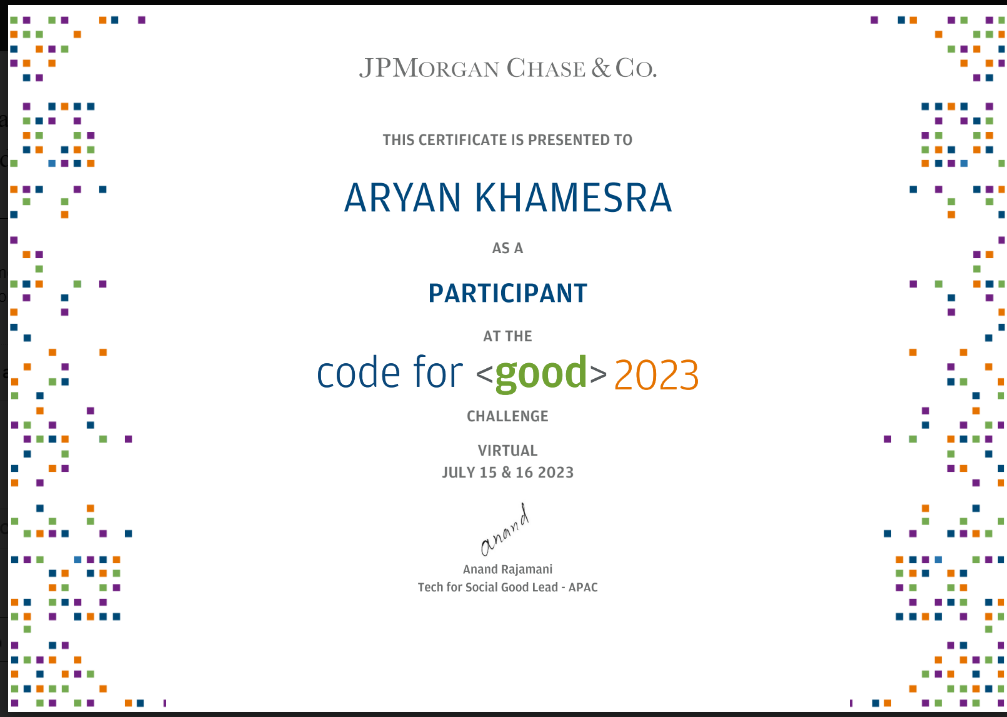 JPMORGAN CHASE & CO.
THIS CERTIFICATE IS PRESENTED TO
ARYAN KHAMESRA
AS A
PARTICIPANT
AT THE
code for <good> 2023
CHALLENGE
VIRTUAL
JULY 15 & 16 2023
anand
Anand Rajamani
Tech for Social Good Lead - APAC